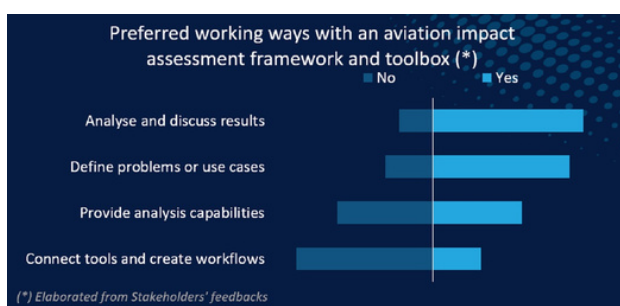 Preferred working ways with an aviation impact
assessment framework and toolbox (*)
No Yes
Analyse and discuss results
Define problems or use cases
Provide analysis capabilities
Connect tools and create workflows
(*) Elaborated from Stakeholders' feedbacks